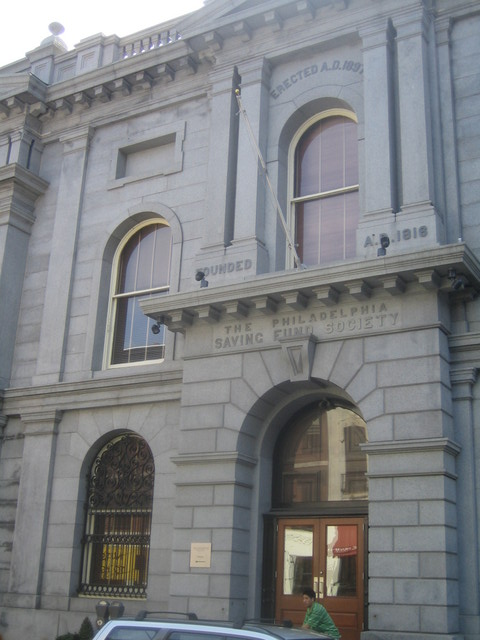 ERECTED A.D. 1897
FOUNDED A.D. 1816
THE PHILADELPHIA
SAVING FUND SOCIETY